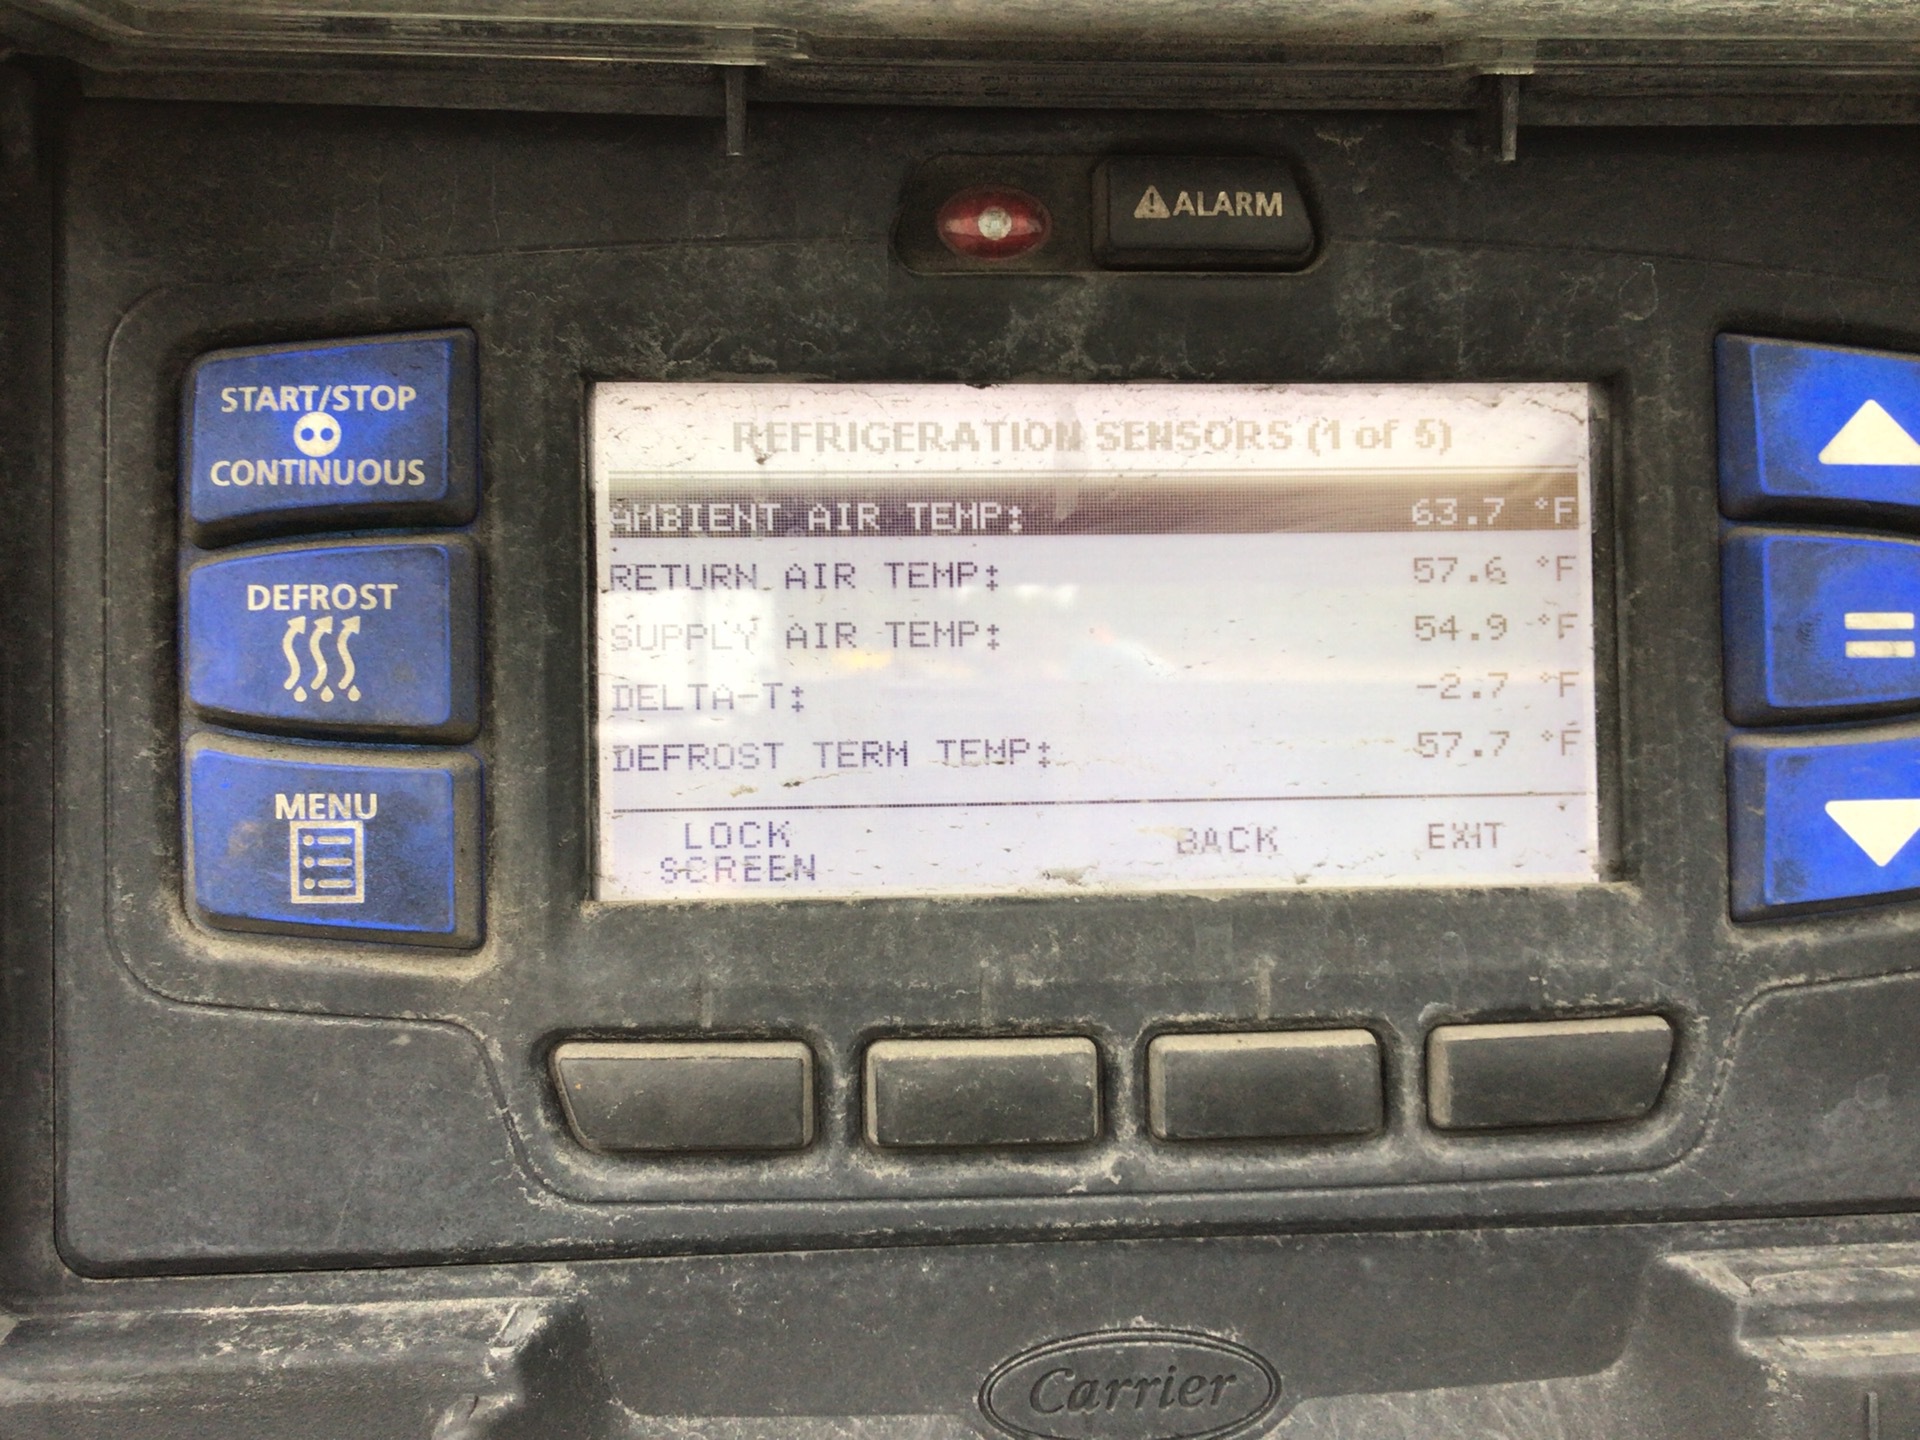 ALARM
START/STOP
CONTINUOUS
DEFROST
MENU
REFRIGERATION SENSORS (1 of 5)
AMBIENT AIR TEMP: 63.7 °F
RETURN AIR TEMP: 57.6 °F
SUPPLY AIR TEMP: 54.9 °F
DELTA-T: -2.7 °F
DEFROST TERM TEMP: 57.7 °F
LOCK SCREEN BACK EXIT
Carrier